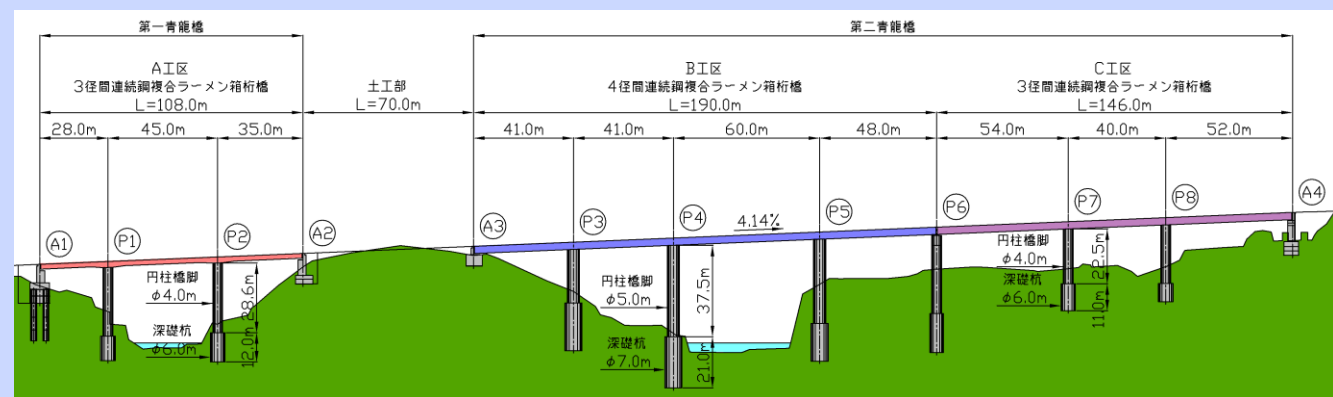 第一青龍橋
第二青龍橋
A工区
3径間連続鋼複合ラーメン箱桁橋
L=108.0m
土工部
L=70.0m
B工区
4径間連続鋼複合ラーメン箱桁橋
L=190.0m
C工区
3径間連続鋼複合ラーメン箱桁橋
L=146.0m
28.0m 45.0m 35.0m 41.0m 41.0m 60.0m 48.0m 54.0m 40.0m 52.0m
A1 P1 P2 A2 A3 P3 P4 P5 P6 P7 P8 A4
4.14%
円柱橋脚
φ4.0m
28.6m
深礎杭
φ6.0m
12.0m
円柱橋脚
φ5.0m
37.5m
深礎杭
φ7.0m
21.0m
円柱橋脚
φ4.0m
22.5m
深礎杭
φ6.0m
11.0m